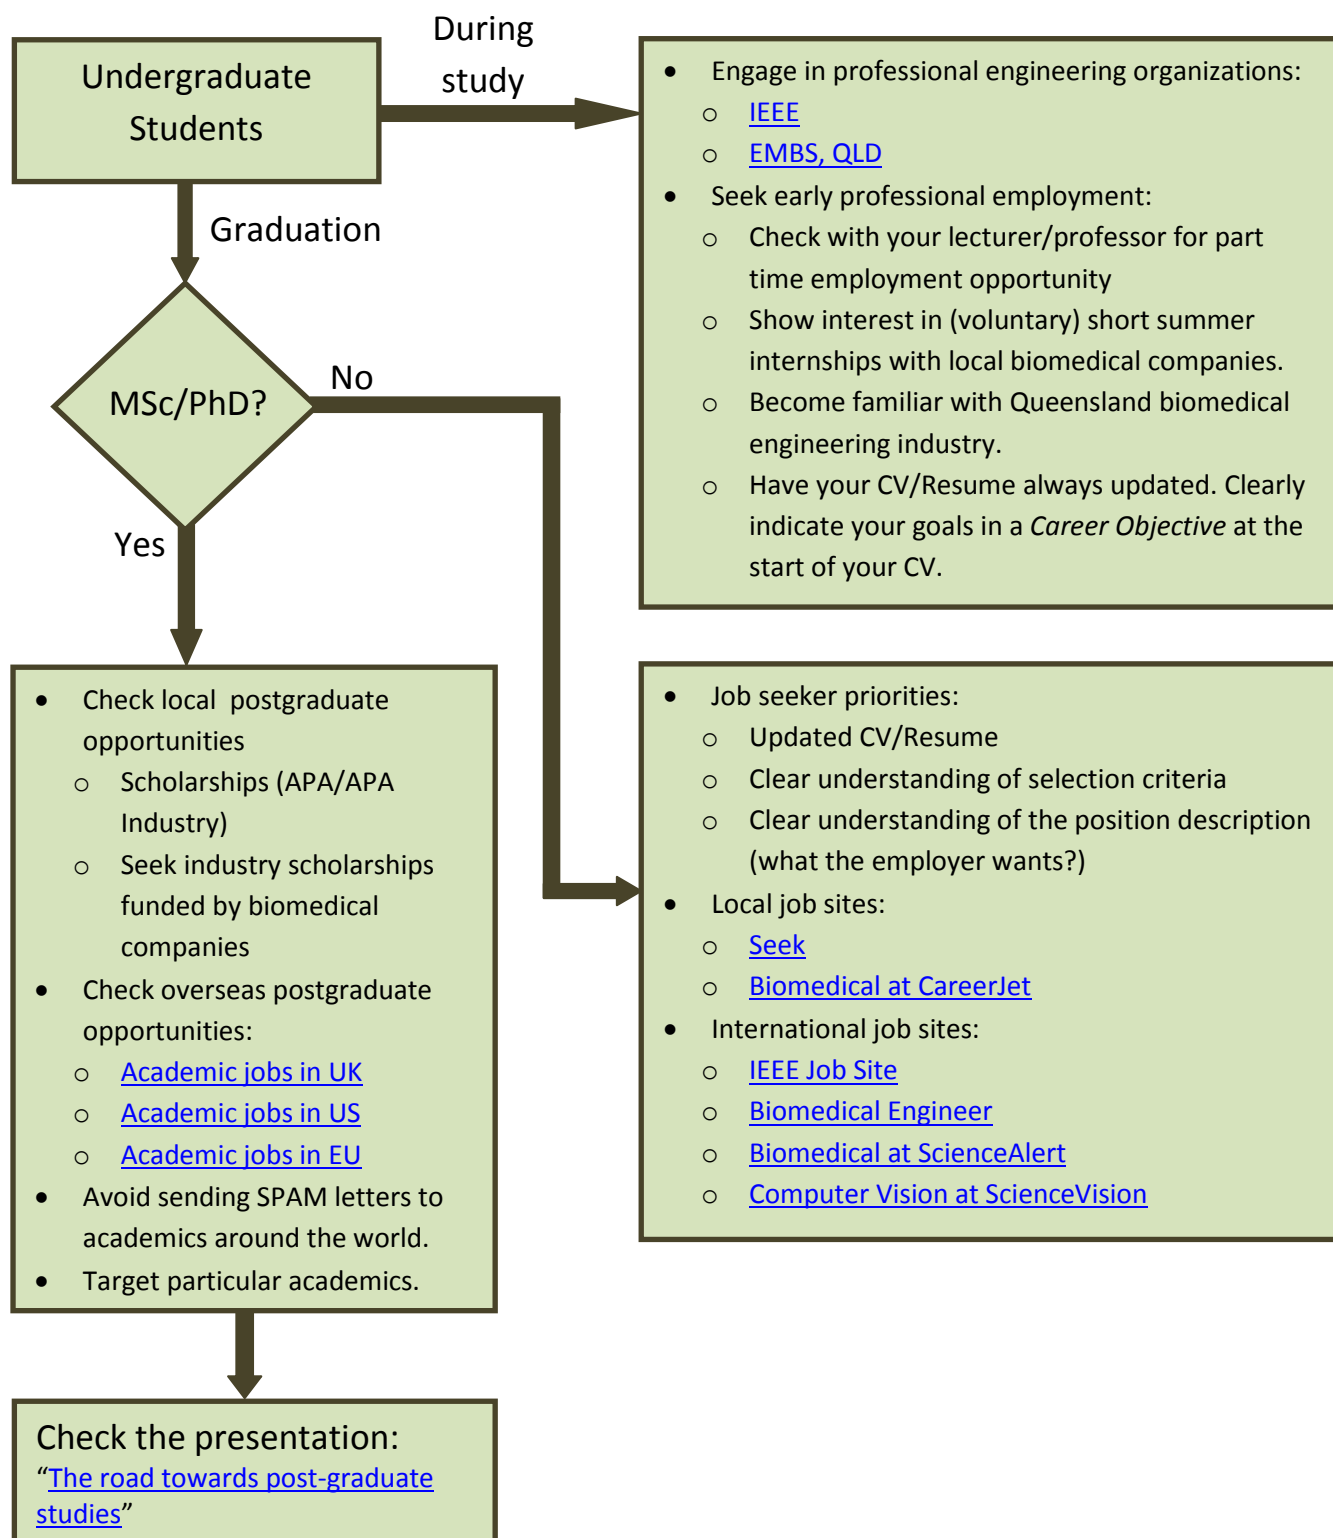 During
study
Undergraduate
Students
• Engage in professional engineering organizations:
o IEEE
o EMBS, QLD
• Seek early professional employment:
o Check with your lecturer/professor for part
time employment opportunity
o Show interest in (voluntary) short summer
internships with local biomedical companies.
o Become familiar with Queensland biomedical
engineering industry.
o Have your CV/Resume always updated. Clearly
indicate your goals in a Career Objective at the
start of your CV.
Graduation
MSc/PhD?
No
Yes
• Check local  postgraduate
opportunities
o Scholarships (APA/APA
Industry)
o Seek industry scholarships
funded by biomedical
companies
• Check overseas postgraduate
opportunities:
o Academic jobs in UK
o Academic jobs in US
o Academic jobs in EU
• Avoid sending SPAM letters to
academics around the world.
• Target particular academics.
• Job seeker priorities:
o Updated CV/Resume
o Clear understanding of selection criteria
o Clear understanding of the position description
(what the employer wants?)
• Local job sites:
o Seek
o Biomedical at CareerJet
• International job sites:
o IEEE Job Site
o Biomedical Engineer
o Biomedical at ScienceAlert
o Computer Vision at ScienceVision
Check the presentation:
“The road towards post-graduate
studies”